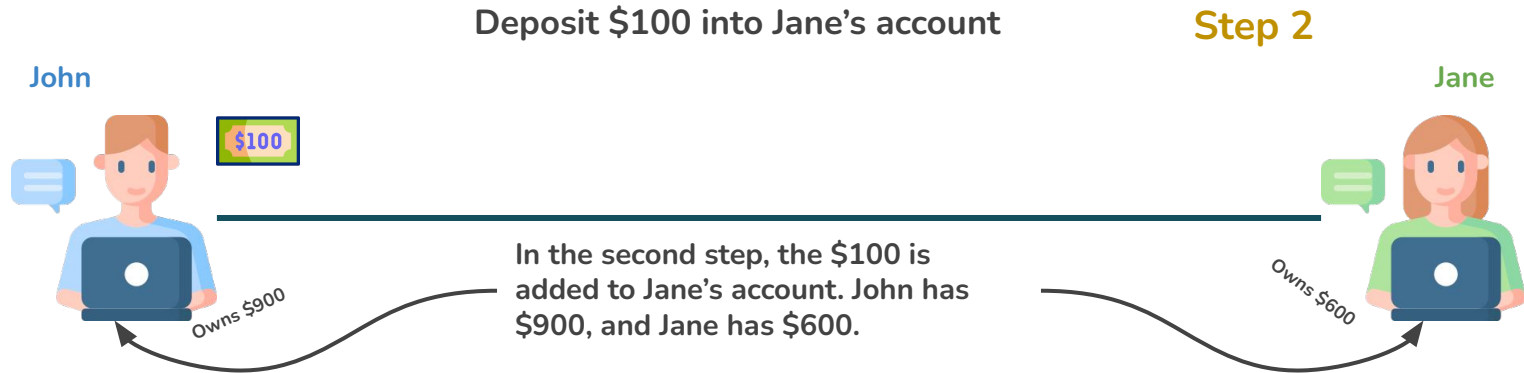 Deposit $100 into Jane’s account
Step 2
John
Jane
$100
In the second step, the $100 is
added to Jane’s account. John has
$900, and Jane has $600.
Owns $900
Owns $600